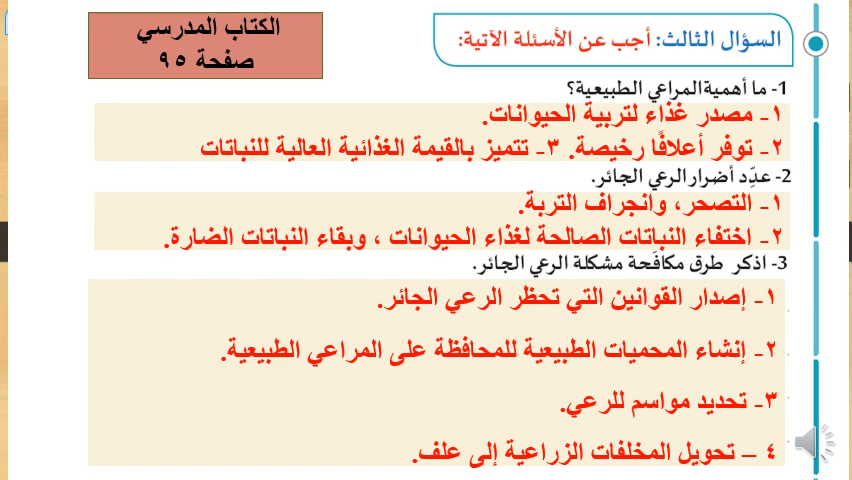 الكتاب المدرسي
صفحة ٩٥
السؤال الثالث: أجب عن الأسئلة الآتية:
1- ما أهمية المراعي الطبيعية؟
١- مصدر غذاء لتربية الحيوانات.
٢- توفر أعلافًا رخيصة. ٣- تتميز بالقيمة الغذائية العالية للنباتات
2- عدِّد أضرار الرعي الجائر.
١- التصحر، وانجراف التربة.
٢- اختفاء النباتات الصالحة لغذاء الحيوانات ، وبقاء النباتات الضارة.
3- اذكر طرق مكافَحة مشكلة الرعي الجائر.
١- إصدار القوانين التي تحظر الرعي الجائر.
٢- إنشاء المحميات الطبيعية للمحافظة على المراعي الطبيعية.
٣- تحديد مواسم للرعي.
٤ – تحويل المخلفات الزراعية إلى علف.